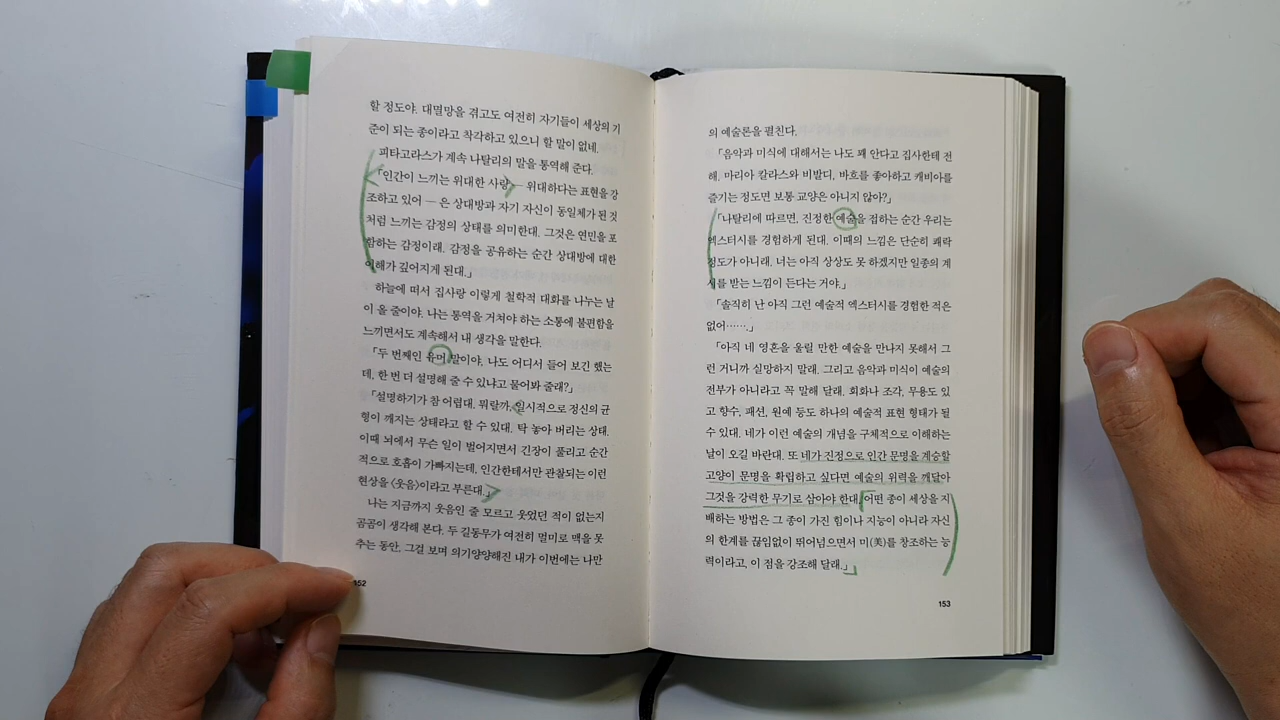 할 정도야. 대멸망을 겪고도 여전히 자기들이 세상의 기
준이 되는 종이라고 착각하고 있으니 할 말이 없네.
피타고라스가 계속 나탈리의 말을 통역해 준다.
「인간이 느끼는 위대한 사랑 ─ 위대하다는 표현을 강
조하고 있어 ─ 은 상대방과 자기 자신이 동일체가 된 것
처럼 느끼는 감정의 상태를 의미한대. 그것은 연민을 포
함하는 감정이래. 감정을 공유하는 순간 상대방에 대한
이해가 깊어지게 된대.」
하늘에 떠서 집사랑 이렇게 철학적 대화를 나누는 날
이 올 줄이야. 나는 통역을 거쳐야 하는 소통에 불편함을
느끼면서도 계속해서 내 생각을 말한다.
「두 번째인 유머 말이야, 나도 어디서 들어 보긴 했는
데, 한 번 더 설명해 줄 수 있냐고 물어봐 줄래?」
「설명하기가 참 어렵대. 뭐랄까, 일시적으로 정신의 균
형이 깨지는 상태라고 할 수 있대. 탁 놓아 버리는 상태.
이때 뇌에서 무슨 일이 벌어지면서 긴장이 풀리고 순간
적으로 호흡이 가빠지는데, 인간한테서만 관찰되는 이런
현상을 〈웃음〉이라고 부른대.」
나는 지금까지 웃음인 줄 모르고 웃었던 적이 없는지
곰곰이 생각해 본다. 두 길동무가 여전히 멀미로 맥을 못
추는 동안, 그걸 보며 의기양양해진 내가 이번에는 나만
152
의 예술론을 펼친다.
「음악과 미식에 대해서는 나도 꽤 안다고 집사한테 전
해. 마리아 칼라스와 비발디, 바흐를 좋아하고 캐비아를
즐기는 정도면 보통 교양은 아니지 않아?」
「나탈리에 따르면, 진정한 예술을 접하는 순간 우리는
엑스터시를 경험하게 된대. 이때의 느낌은 단순히 쾌락
정도가 아니래. 너는 아직 상상도 못 하겠지만 일종의 계
시를 받는 느낌이 든다는 거야.」
「솔직히 난 아직 그런 예술적 엑스터시를 경험한 적은
없어…….」
「아직 네 영혼을 울릴 만한 예술을 만나지 못해서 그
런 거니까 실망하지 말래. 그리고 음악과 미식이 예술의
전부가 아니라고 꼭 말해 달래. 회화나 조각, 무용도 있
고 향수, 패션, 원예 등도 하나의 예술적 표현 형태가 될
수 있대. 네가 이런 예술의 개념을 구체적으로 이해하는
날이 오길 바란대. 또 네가 진정으로 인간 문명을 계승할
고양이 문명을 확립하고 싶다면 예술의 위력을 깨달아
그것을 강력한 무기로 삼아야 한대. 어떤 종이 세상을 지
배하는 방법은 그 종이 가진 힘이나 지능이 아니라 자신
의 한계를 끊임없이 뛰어넘으면서 미(美)를 창조하는 능
력이라고, 이 점을 강조해 달래.」
153